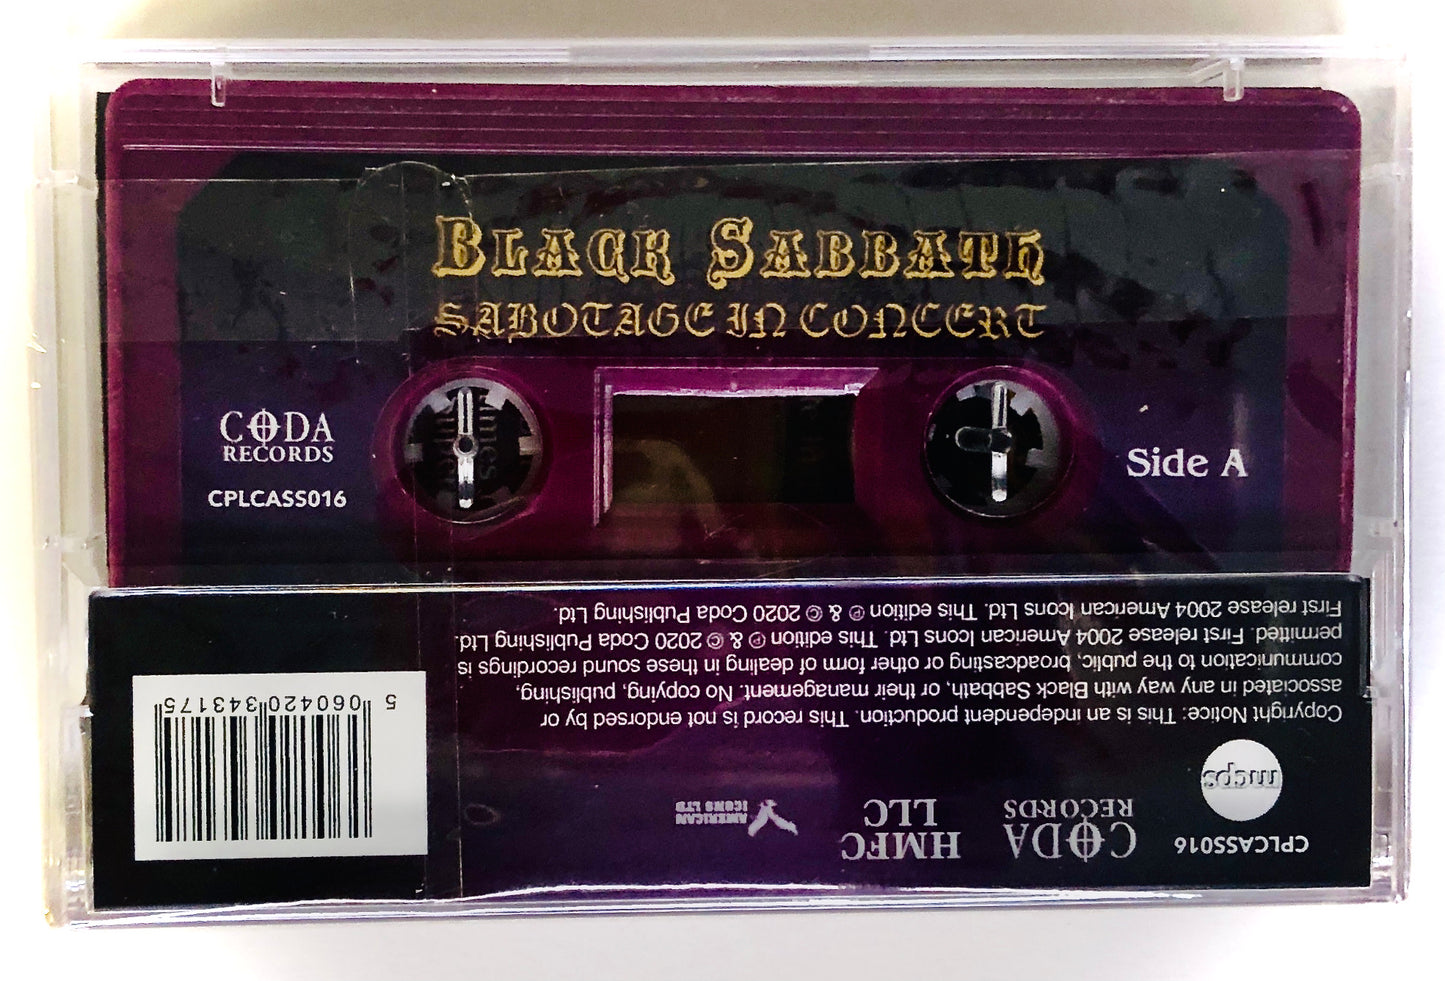 BLACK SABBATH
SABOTAGE IN CONCERT
CODA
RECORDS
CPLCASS016
Side A
CPLCASS016
mcps
CODA
RECORDS
HMFC
LLC
AMERICAN
ICONS LTD
Copyright Notice: This is an independent production. This record is not endorsed by or
associated in any way with Black Sabbath, or their management. No copying, publishing,
communication to the public, broadcasting or other form of dealing in these sound recordings is
permitted. First release 2004 American Icons Ltd. This edition ℗ & © 2020 Coda Publishing Ltd.
First release 2004 American Icons Ltd. This edition ℗ & © 2020 Coda Publishing Ltd.
5 060420 343175